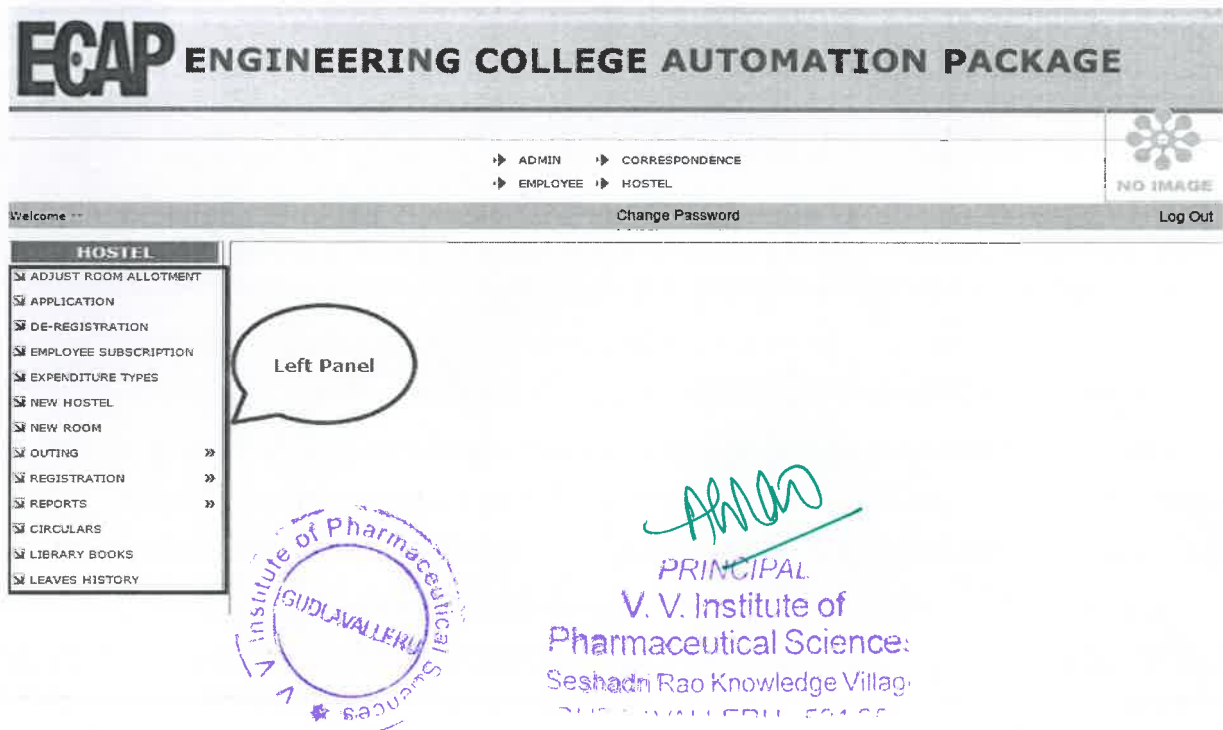 ECAP ENGINEERING COLLEGE AUTOMATION PACKAGE
ADMIN CORRESPONDENCE
EMPLOYEE HOSTEL
NO IMAGE
Welcome --
Change Password
Log Out
HOSTEL
ADJUST ROOM ALLOTMENT
APPLICATION
DE-REGISTRATION
EMPLOYEE SUBSCRIPTION
EXPENDITURE TYPES
NEW HOSTEL
NEW ROOM
OUTING »
REGISTRATION »
REPORTS »
CIRCULARS
LIBRARY BOOKS
LEAVES HISTORY
Left Panel
V V Institute of Pharmaceutical Sciences
GUDLAVALLERU
PRINCIPAL
V. V. Institute of
Pharmaceutical Science
Seshadri Rao Knowledge Villag